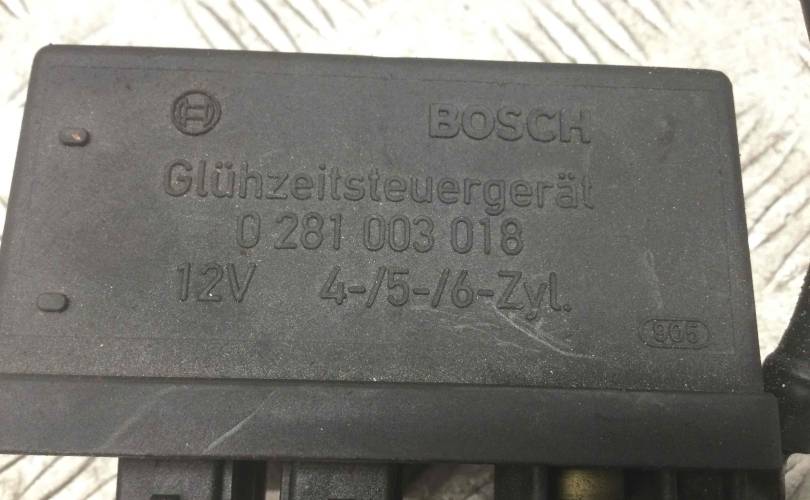 BOSCH
Glühzeitsteuergerät
0 281 003 018
12V 4-/5-/6-Zyl.
905